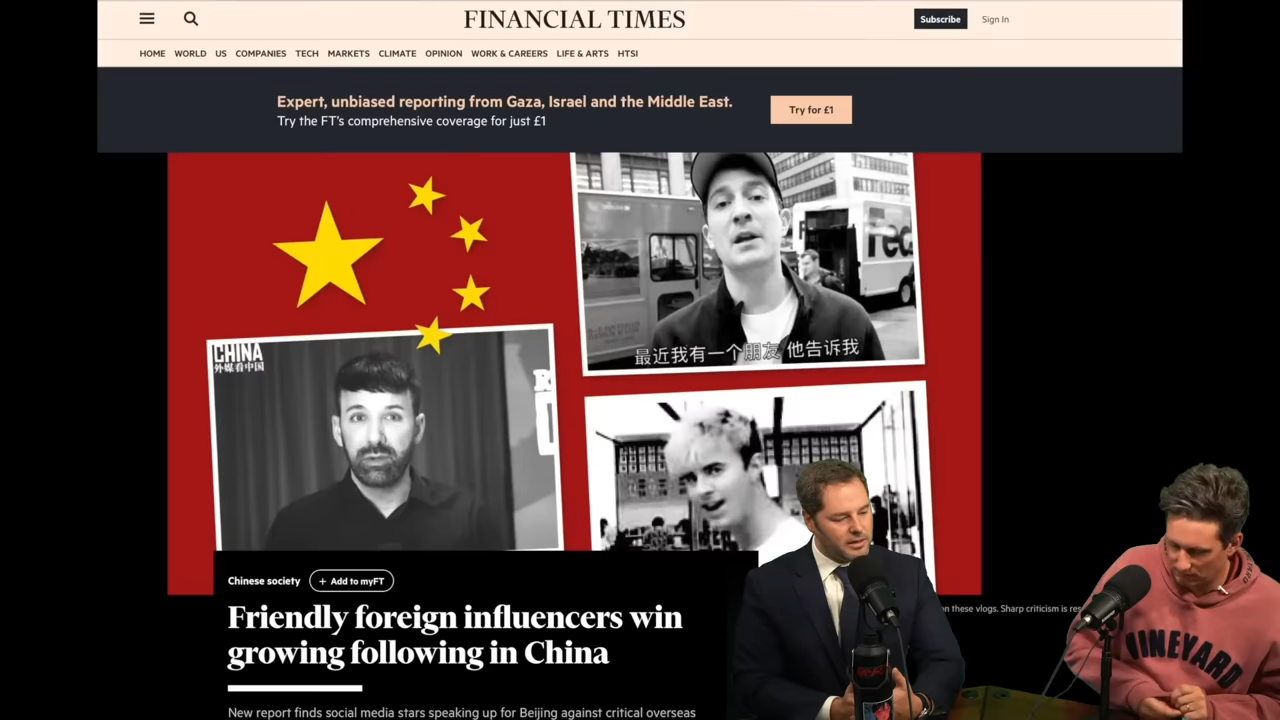 FINANCIAL TIMES
Subscribe
Sign In
HOME WORLD US COMPANIES TECH MARKETS CLIMATE OPINION WORK & CAREERS LIFE & ARTS HTSI
Expert, unbiased reporting from Gaza, Israel and the Middle East.
Try the FT's comprehensive coverage for just £1
Try for £1
Fed
最近我有一个朋友 他告诉我
CHINA
外媒看中国
Chinese society
+ Add to myFT
Friendly foreign influencers win
growing following in China
New report finds social media stars speaking up for Beijing against critical overseas
on these vlogs. Sharp criticism is
VINEYARD